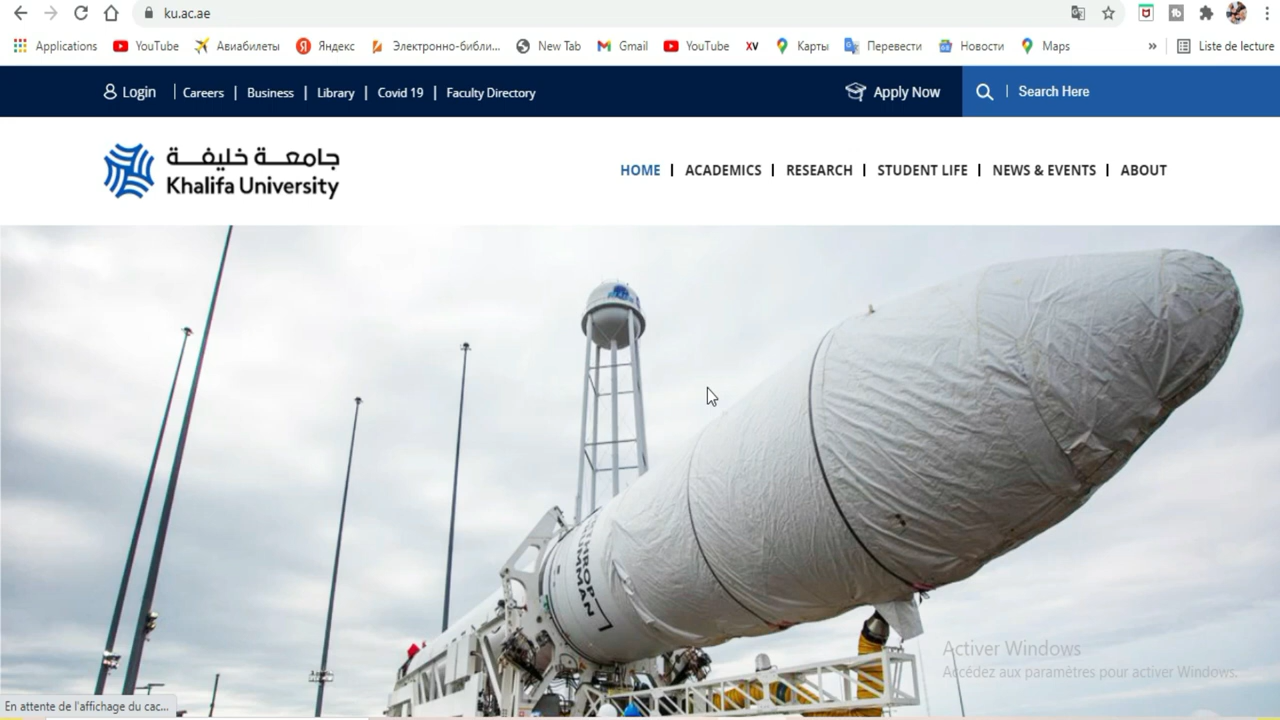 ku.ac.ae
Applications YouTube Авиабилеты Яндекс Электронно-библи... New Tab Gmail YouTube XV Карты Перевести Новости Maps » Liste de lecture
Login | Careers | Business | Library | Covid 19 | Faculty Directory Apply Now | Search Here
جامعـة خليفـة
Khalifa University
HOME | ACADEMICS | RESEARCH | STUDENT LIFE | NEWS & EVENTS | ABOUT
Activer Windows
Accédez aux paramètres pour activer Windows.
En attente de l'affichage du cac...